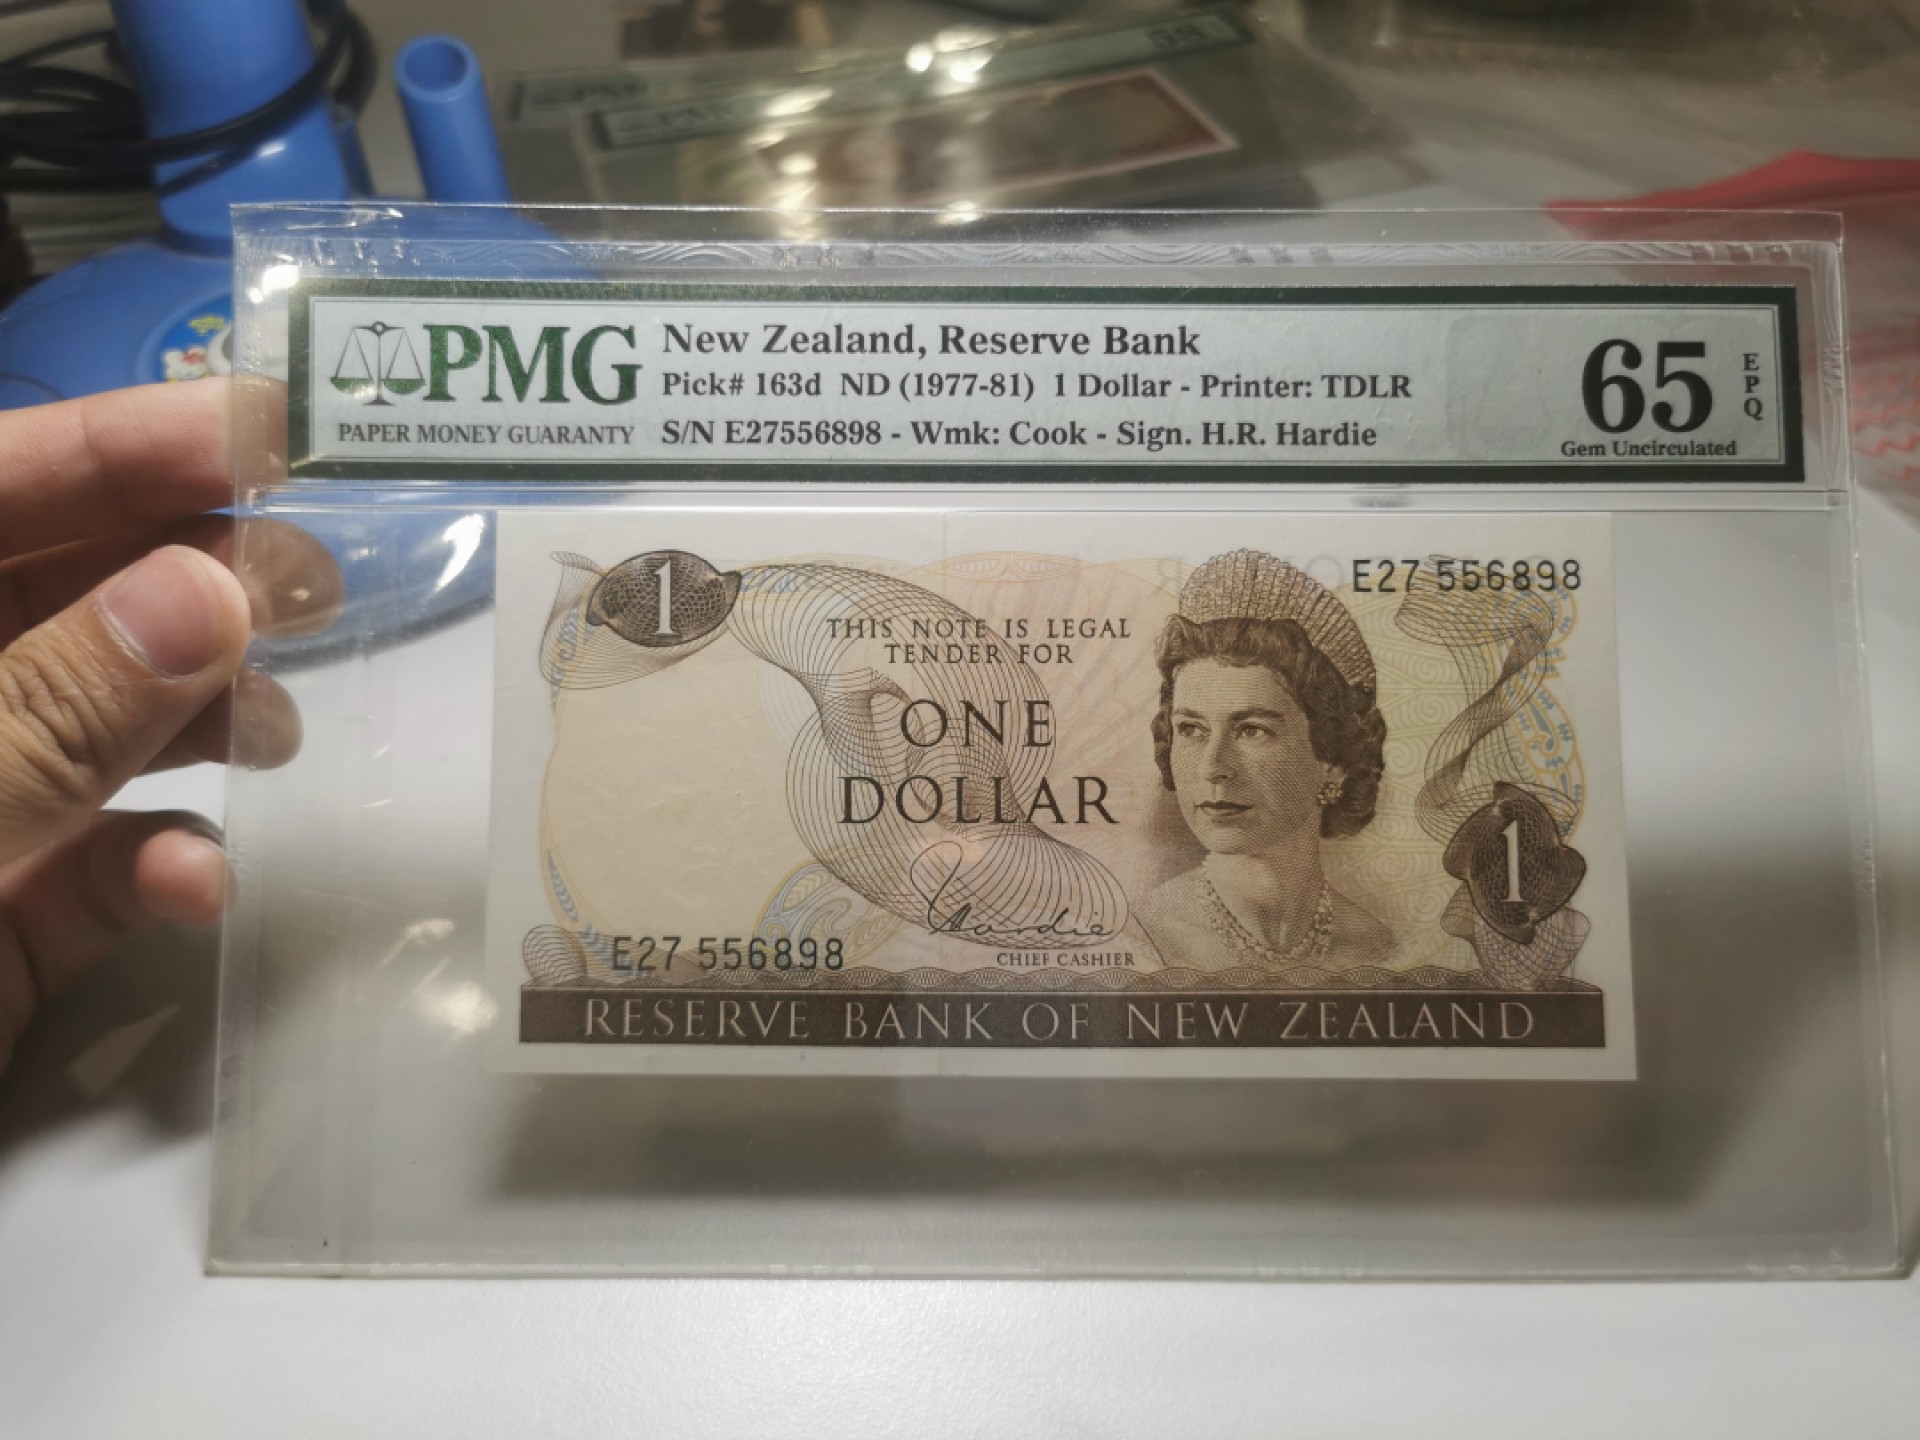 PMG
PAPER MONEY GUARANTY
New Zealand, Reserve Bank
Pick# 163d ND (1977-81) 1 Dollar - Printer: TDLR
S/N E27556898 - Wmk: Cook - Sign. H.R. Hardie
65
EPQ
Gem Uncirculated
1
E27 556898
THIS NOTE IS LEGAL
TENDER FOR
ONE
DOLLAR
1
Hardie
E27 556898
CHIEF CASHIER
RESERVE BANK OF NEW ZEALAND
PMG